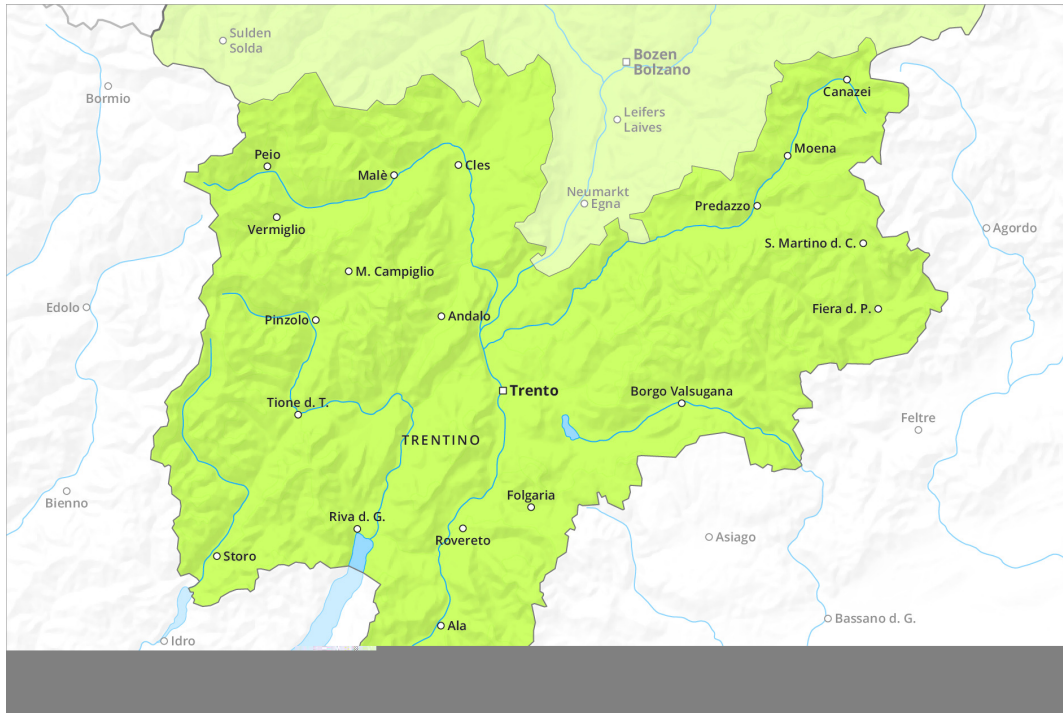 Sulden
Solda
Bozen
Bolzano
Bormio
Canazei
Leifers
Laives
Moena
Peio
Malè
Cles
Neumarkt
Egna
Predazzo
Vermiglio
Agordo
S. Martino d. C.
M. Campiglio
Edolo
Fiera d. P.
Pinzolo
Andalo
Trento
Borgo Valsugana
Tione d. T.
Feltre
TRENTINO
Bienno
Folgaria
Riva d. G.
Rovereto
Asiago
Storo
Bassano d. G.
Ala
Idro